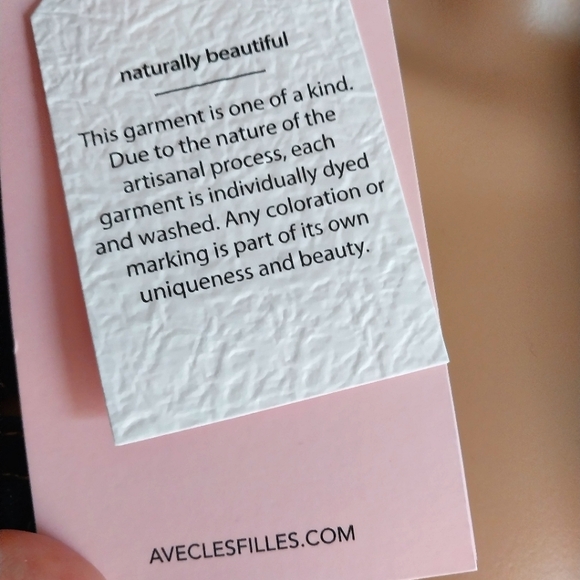 naturally beautiful
This garment is one of a kind.
Due to the nature of the
artisanal process, each
garment is individually dyed
and washed. Any coloration or
marking is part of its own
uniqueness and beauty.
AVECLESFILLES.COM